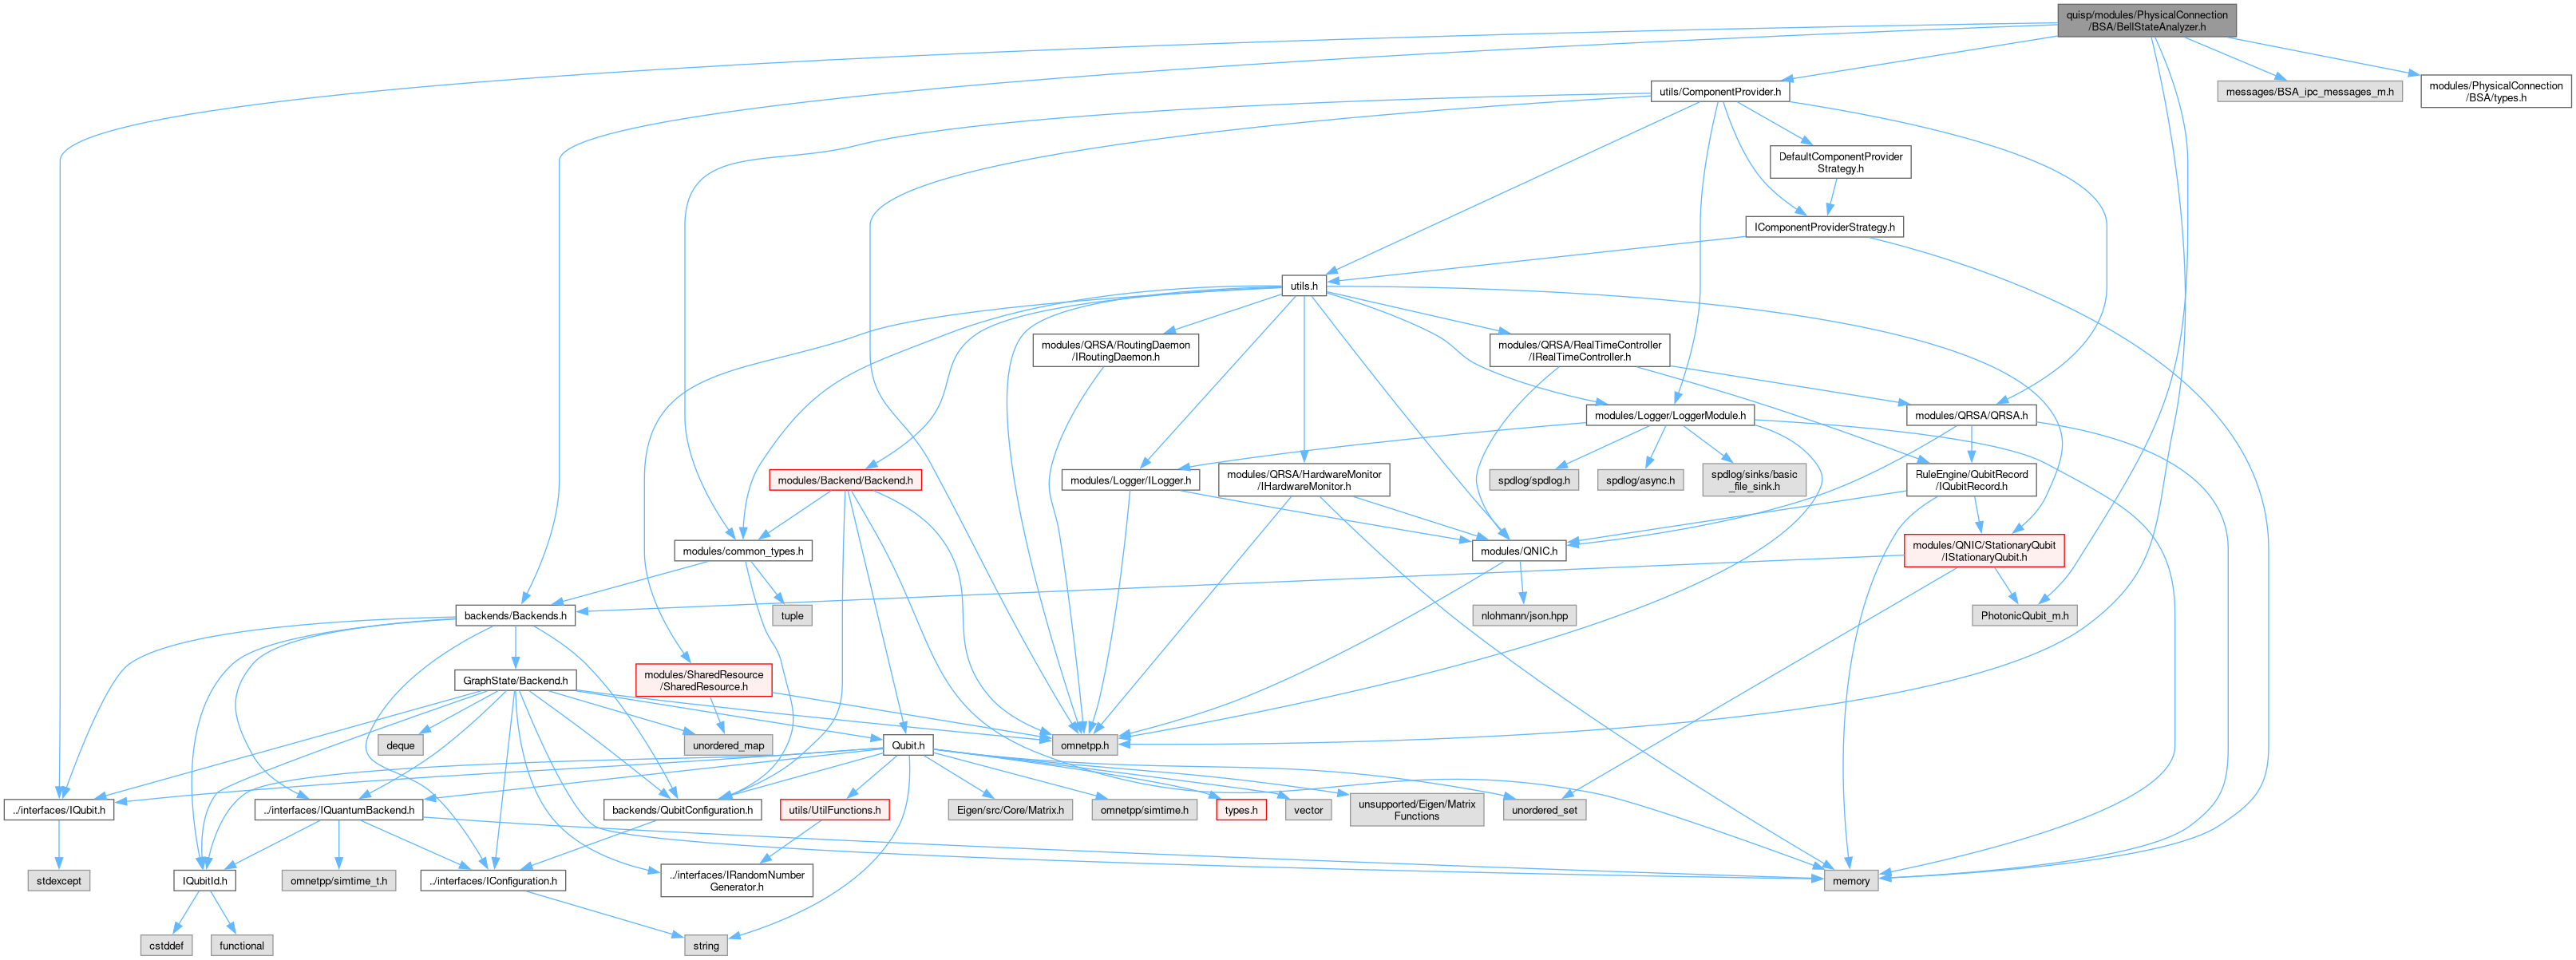 quisp/modules/PhysicalConnection
/BSA/BellStateAnalyzer.h
utils/ComponentProvider.h
messages/BSA_ipc_messages_m.h
modules/PhysicalConnection
/BSA/types.h
DefaultComponentProvider
Strategy.h
IComponentProviderStrategy.h
utils.h
modules/QRSA/RoutingDaemon
/IRoutingDaemon.h
modules/QRSA/RealTimeController
/IRealTimeController.h
modules/Logger/LoggerModule.h
modules/QRSA/QRSA.h
modules/Backend/Backend.h
modules/Logger/ILogger.h
modules/QRSA/HardwareMonitor
/IHardwareMonitor.h
spdlog/spdlog.h
spdlog/async.h
spdlog/sinks/basic
_file_sink.h
RuleEngine/QubitRecord
/IQubitRecord.h
modules/common_types.h
modules/QNIC.h
modules/QNIC/StationaryQubit
/IStationaryQubit.h
backends/Backends.h
tuple
nlohmann/json.hpp
PhotonicQubit_m.h
GraphState/Backend.h
modules/SharedResource
/SharedResource.h
deque
unordered_map
Qubit.h
omnetpp.h
../interfaces/IQubit.h
../interfaces/IQuantumBackend.h
backends/QubitConfiguration.h
utils/UtilFunctions.h
Eigen/src/Core/Matrix.h
omnetpp/simtime.h
types.h
vector
unsupported/Eigen/Matrix
Functions
unordered_set
stdexcept
IQubitId.h
omnetpp/simtime_t.h
../interfaces/IConfiguration.h
../interfaces/IRandomNumber
Generator.h
memory
cstddef
functional
string